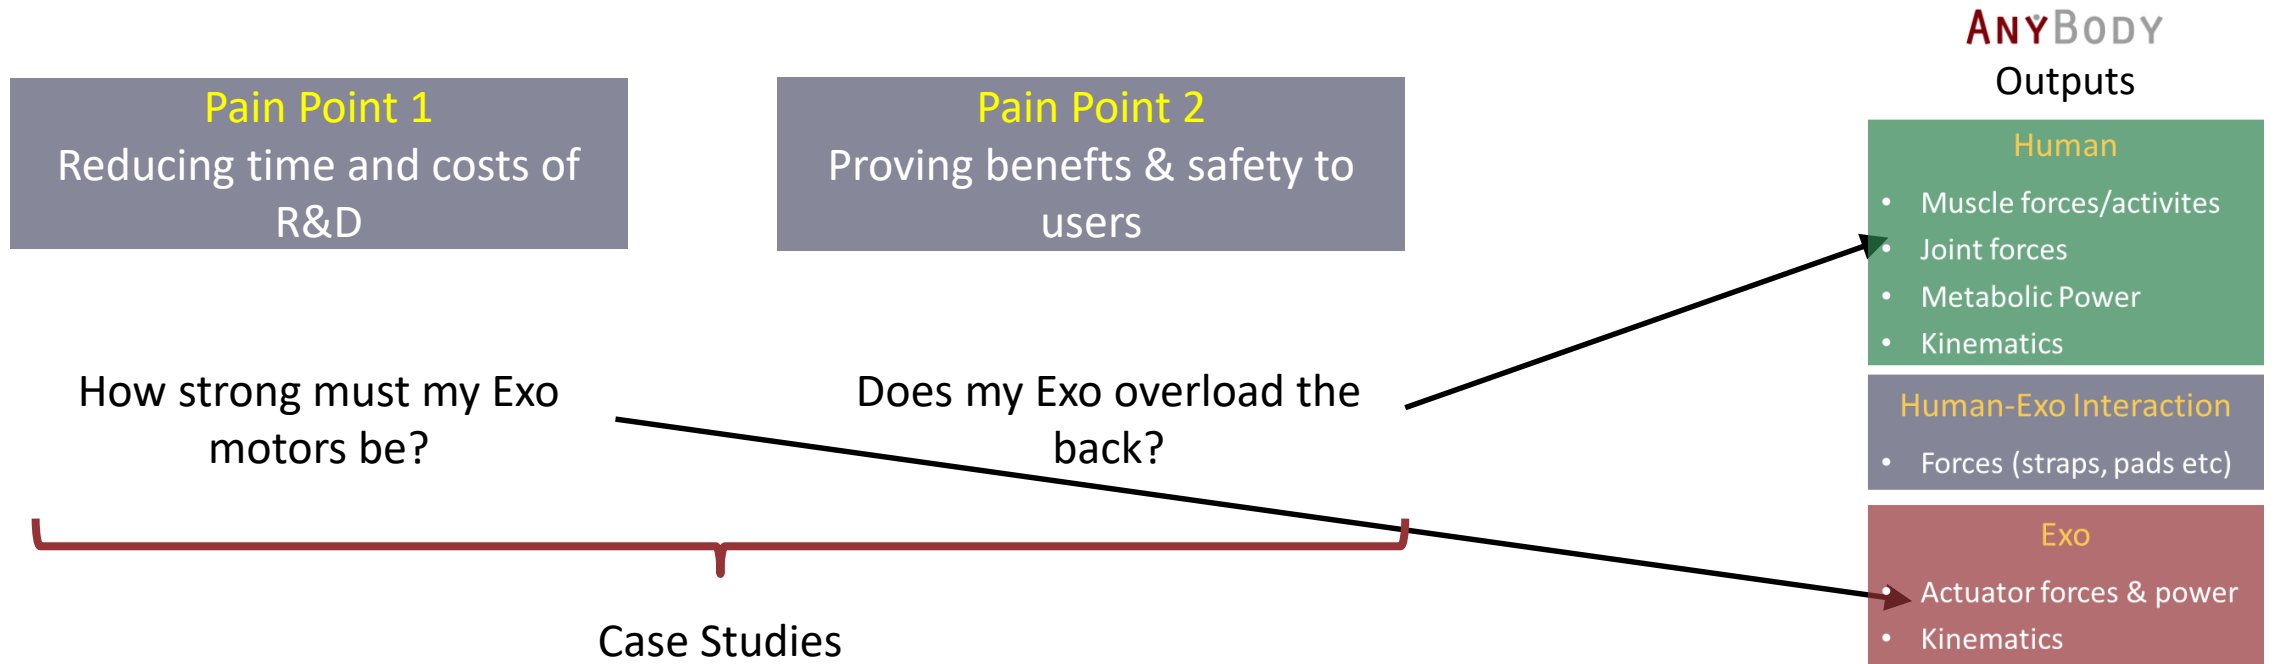 Pain Point 1
Reducing time and costs of
R&D
Pain Point 2
Proving benefts & safety to
users
How strong must my Exo
motors be?
Does my Exo overload the
back?
Case Studies
ANYBODY
Outputs
Human
• Muscle forces/activites
• Joint forces
• Metabolic Power
• Kinematics
Human-Exo Interaction
• Forces (straps, pads etc)
Exo
• Actuator forces & power
• Kinematics